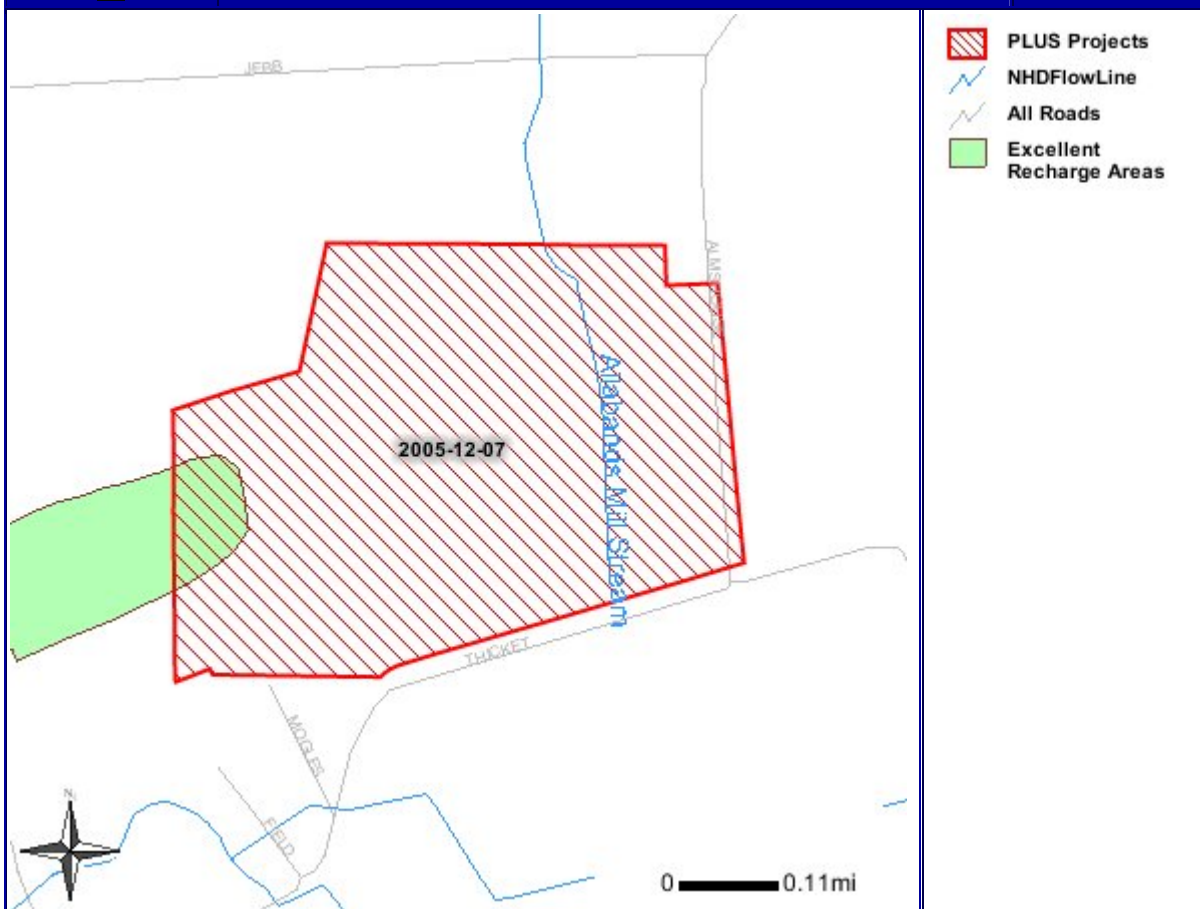 JEBB
PLUS Projects
NHDFlowLine
All Roads
Excellent
Recharge Areas
2005-12-07
Allabands Mill Stream
THICKET
MOGLES
FIELD
N
0 0.11mi